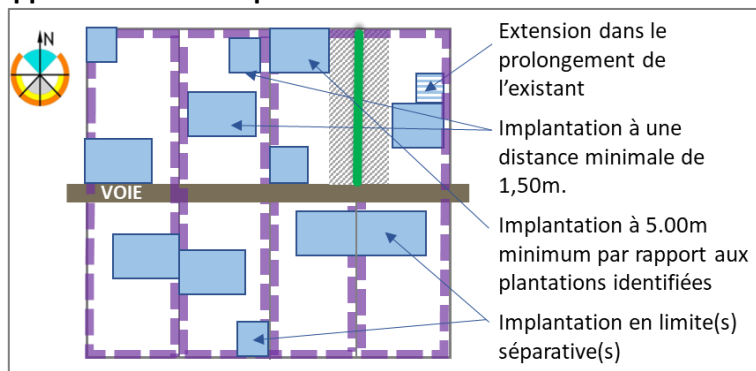 N
Extension dans le
prolongement de
l’existant
Implantation à une
distance minimale de
1,50m.
VOIE
Implantation à 5.00m
minimum par rapport aux
plantations identifiées
Implantation en limite(s)
séparative(s)